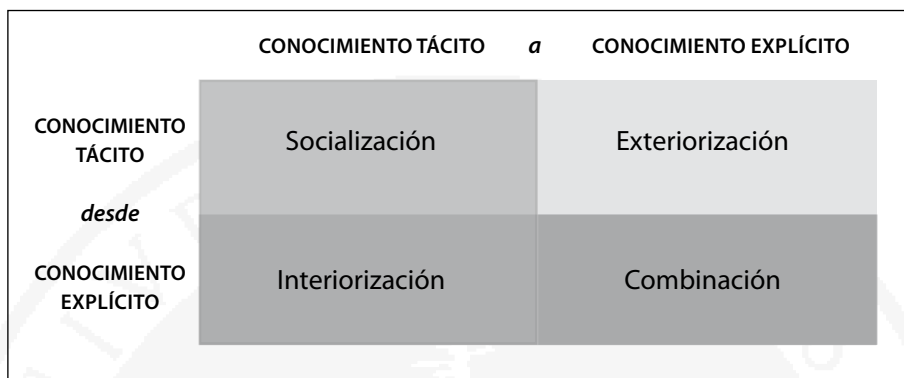 CONOCIMIENTO TÁCITO a CONOCIMIENTO EXPLÍCITO
CONOCIMIENTO
TÁCITO
Socialización
Exteriorización
desde
CONOCIMIENTO
EXPLÍCITO
Interiorización
Combinación